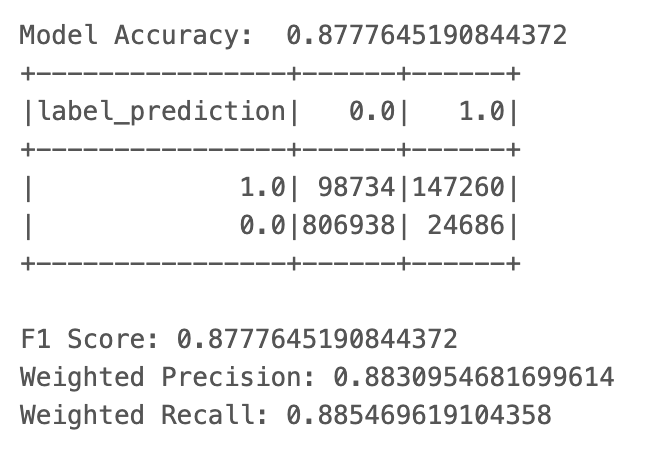 Model Accuracy:  0.8777645190844372
+----------------+------+------+
|label_prediction|   0.0|   1.0|
+----------------+------+------+
|             1.0| 98734|147260|
|             0.0|806938| 24686|
+----------------+------+------+
F1 Score: 0.8777645190844372
Weighted Precision: 0.8830954681699614
Weighted Recall: 0.885469619104358